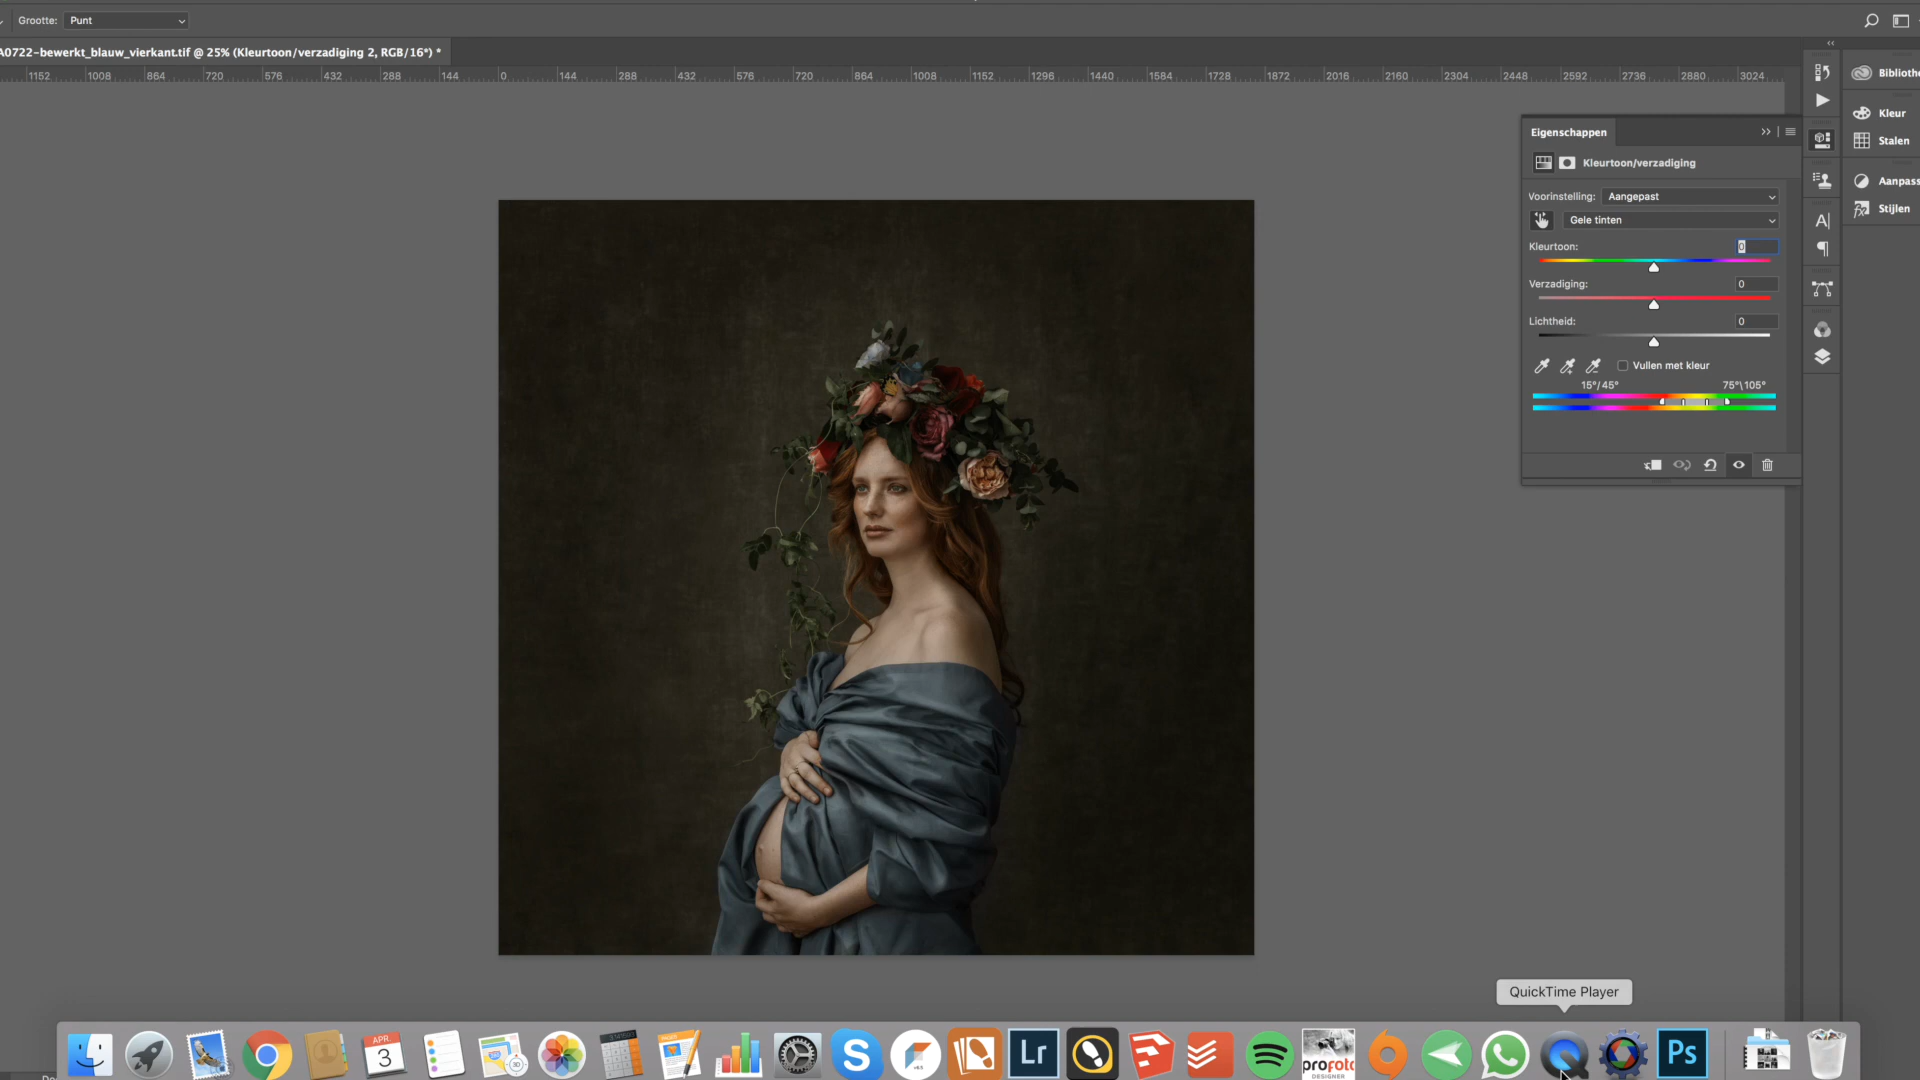 Grootte: Punt
A0722-bewerkt_blauw_vierkant.tif @ 25% (Kleurtoon/verzadiging 2, RGB/16*) *
1152 1008 864 720 576 432 288 144 0 144 288 432 576 720 864 1008 1152 1296 1440 1584 1728 1872 2016 2160 2304 2448 2592 2736 2880 3024
Bibliothe
Kleur
Stalen
Aanpass
Stijlen
Eigenschappen
Kleurtoon/verzadiging
Voorinstelling: Aangepast
Gele tinten
Kleurtoon: 0
Verzadiging: 0
Lichtheid: 0
Vullen met kleur
15°/45° 75°\105°
QuickTime Player
APR.
3
PAGES
S
Lr
profoto
DESIGNER
Ps